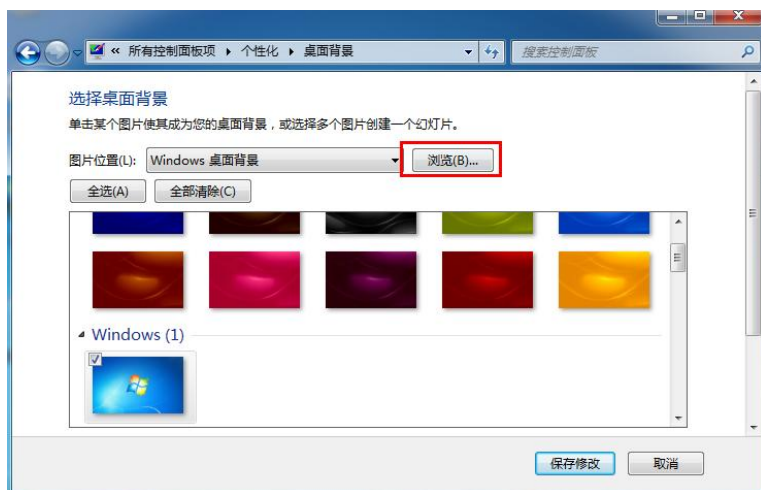 « 所有控制面板项 ▸ 个性化 ▸ 桌面背景
搜索控制面板
选择桌面背景
单击某个图片使其成为您的桌面背景，或选择多个图片创建一个幻灯片。
图片位置(L): Windows 桌面背景 浏览(B)...
全选(A) 全部清除(C)
Windows (1)
保存修改 取消